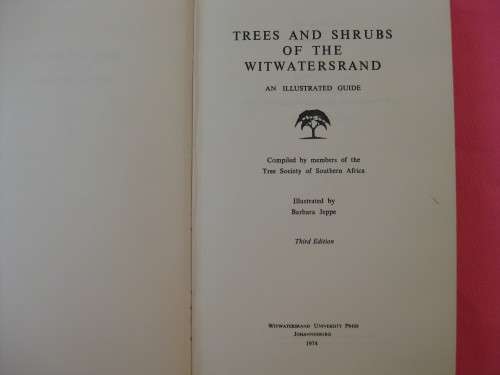 TREES AND SHRUBS
OF THE
WITWATERSRAND
AN ILLUSTRATED GUIDE
Compiled by members of the
Tree Society of Southern Africa
Illustrated by
Barbara Jeppe
Third Edition
WITWATERSRAND UNIVERSITY PRESS
JOHANNESBURG
1974